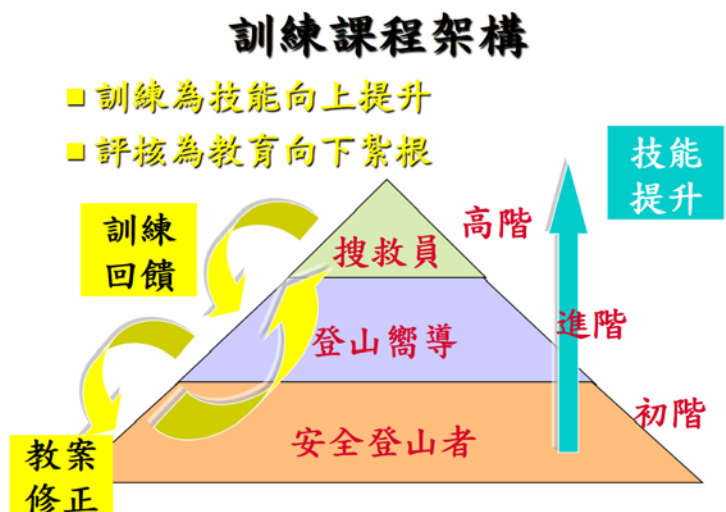 訓練課程架構
訓練為技能向上提升
評核為教育向下紮根
技能
提升
訓練
回饋
高階
搜救員
進階
登山嚮導
初階
安全登山者
教案
修正